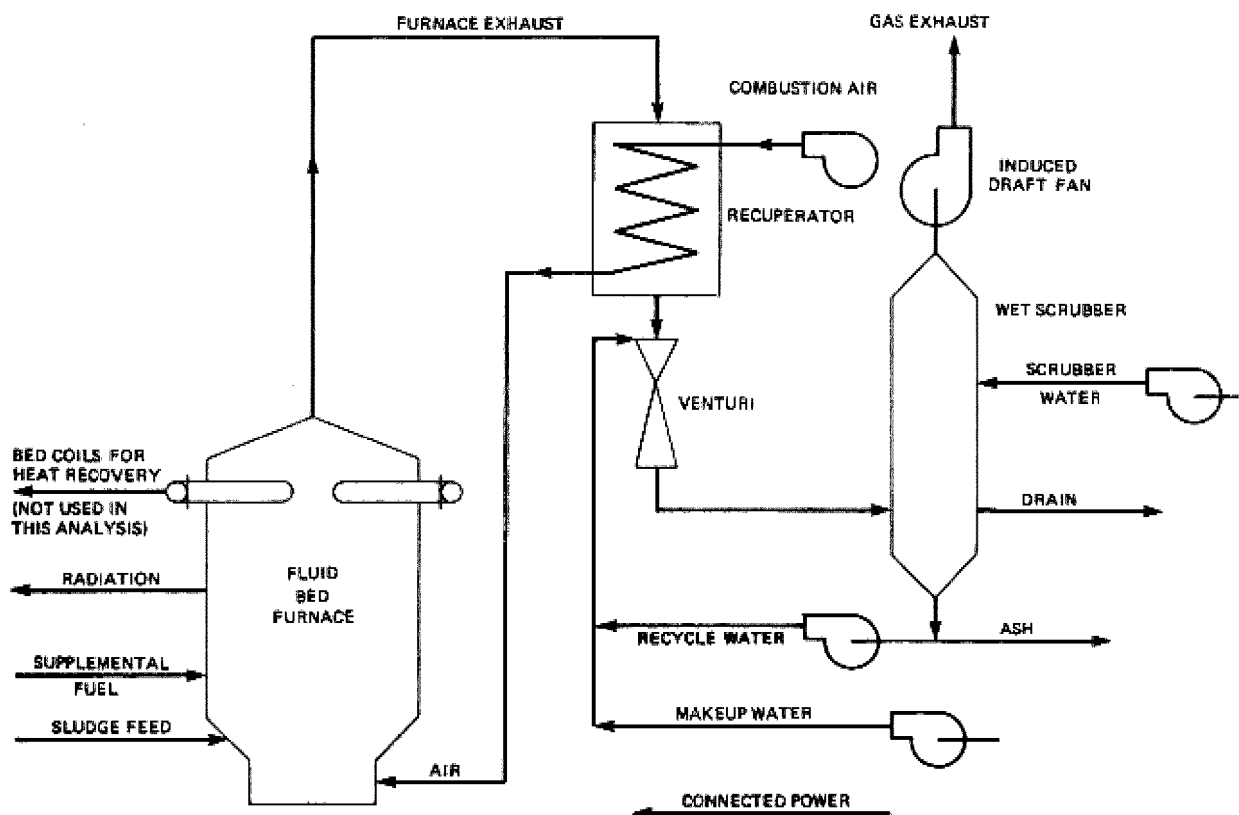 FURNACE EXHAUST
GAS EXHAUST
COMBUSTION AIR
INDUCED
DRAFT FAN
RECUPERATOR
WET SCRUBBER
SCRUBBER
WATER
VENTURI
BED COILS FOR
HEAT RECOVERY
(NOT USED IN
THIS ANALYSIS)
DRAIN
RADIATION
FLUID
BED
FURNACE
RECYCLE WATER
ASH
SUPPLEMENTAL
FUEL
SLUDGE FEED
MAKEUP WATER
AIR
CONNECTED POWER